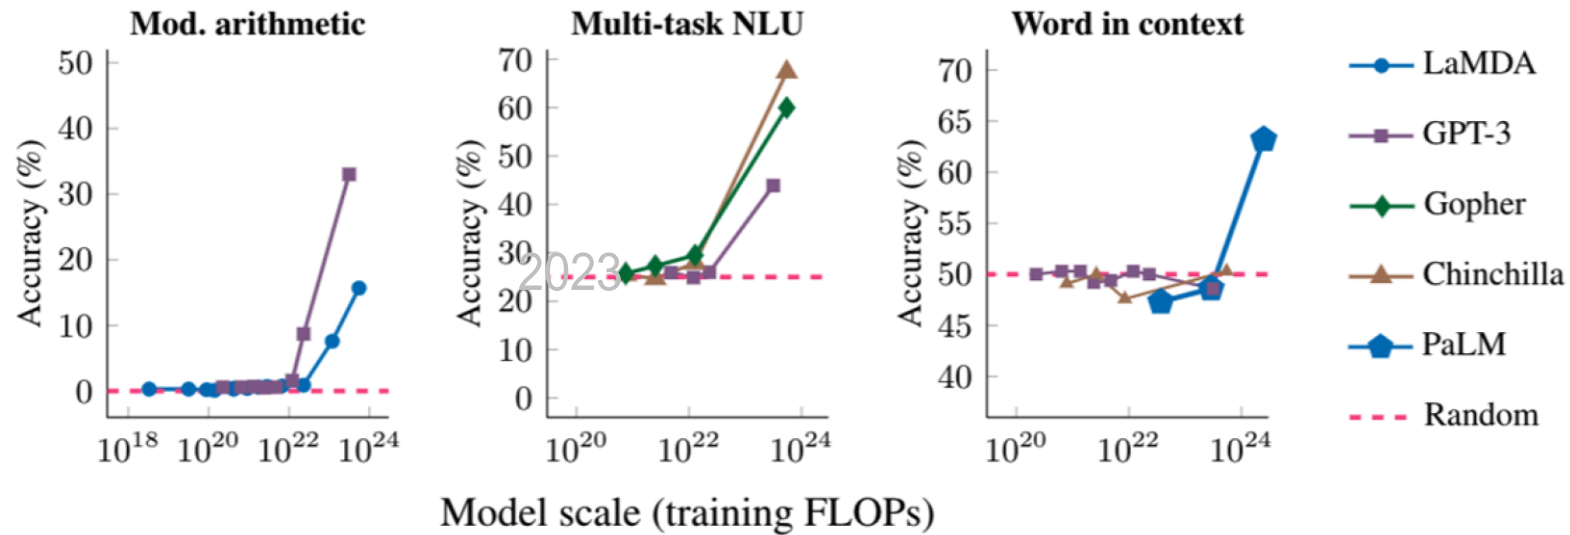 Mod. arithmetic
Multi-task NLU
Word in context
Accuracy (%)
50
40
30
20
10
0
10^18 10^20 10^22 10^24
Accuracy (%)
70
60
50
40
30
20
10
0
2023
10^20 10^22 10^24
Accuracy (%)
70
65
60
55
50
45
40
10^20 10^22 10^24
LaMDA
GPT-3
Gopher
Chinchilla
PaLM
Random
Model scale (training FLOPs)